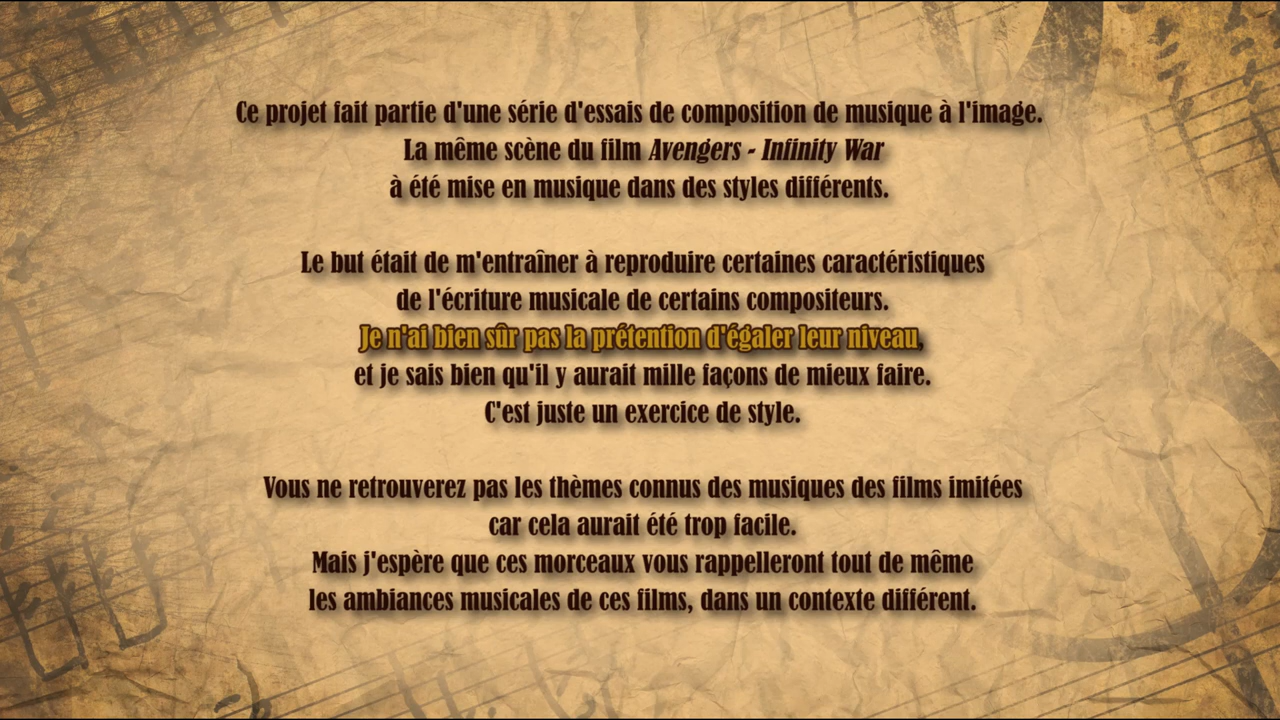 Ce projet fait partie d'une série d'essais de composition de musique à l'image.
La même scène du film Avengers - Infinity War
à été mise en musique dans des styles différents.
Le but était de m'entraîner à reproduire certaines caractéristiques
de l'écriture musicale de certains compositeurs.
Je n'ai bien sûr pas la prétention d'égaler leur niveau,
et je sais bien qu'il y aurait mille façons de mieux faire.
C'est juste un exercice de style.
Vous ne retrouverez pas les thèmes connus des musiques des films imitées
car cela aurait été trop facile.
Mais j'espère que ces morceaux vous rappelleront tout de même
les ambiances musicales de ces films, dans un contexte différent.